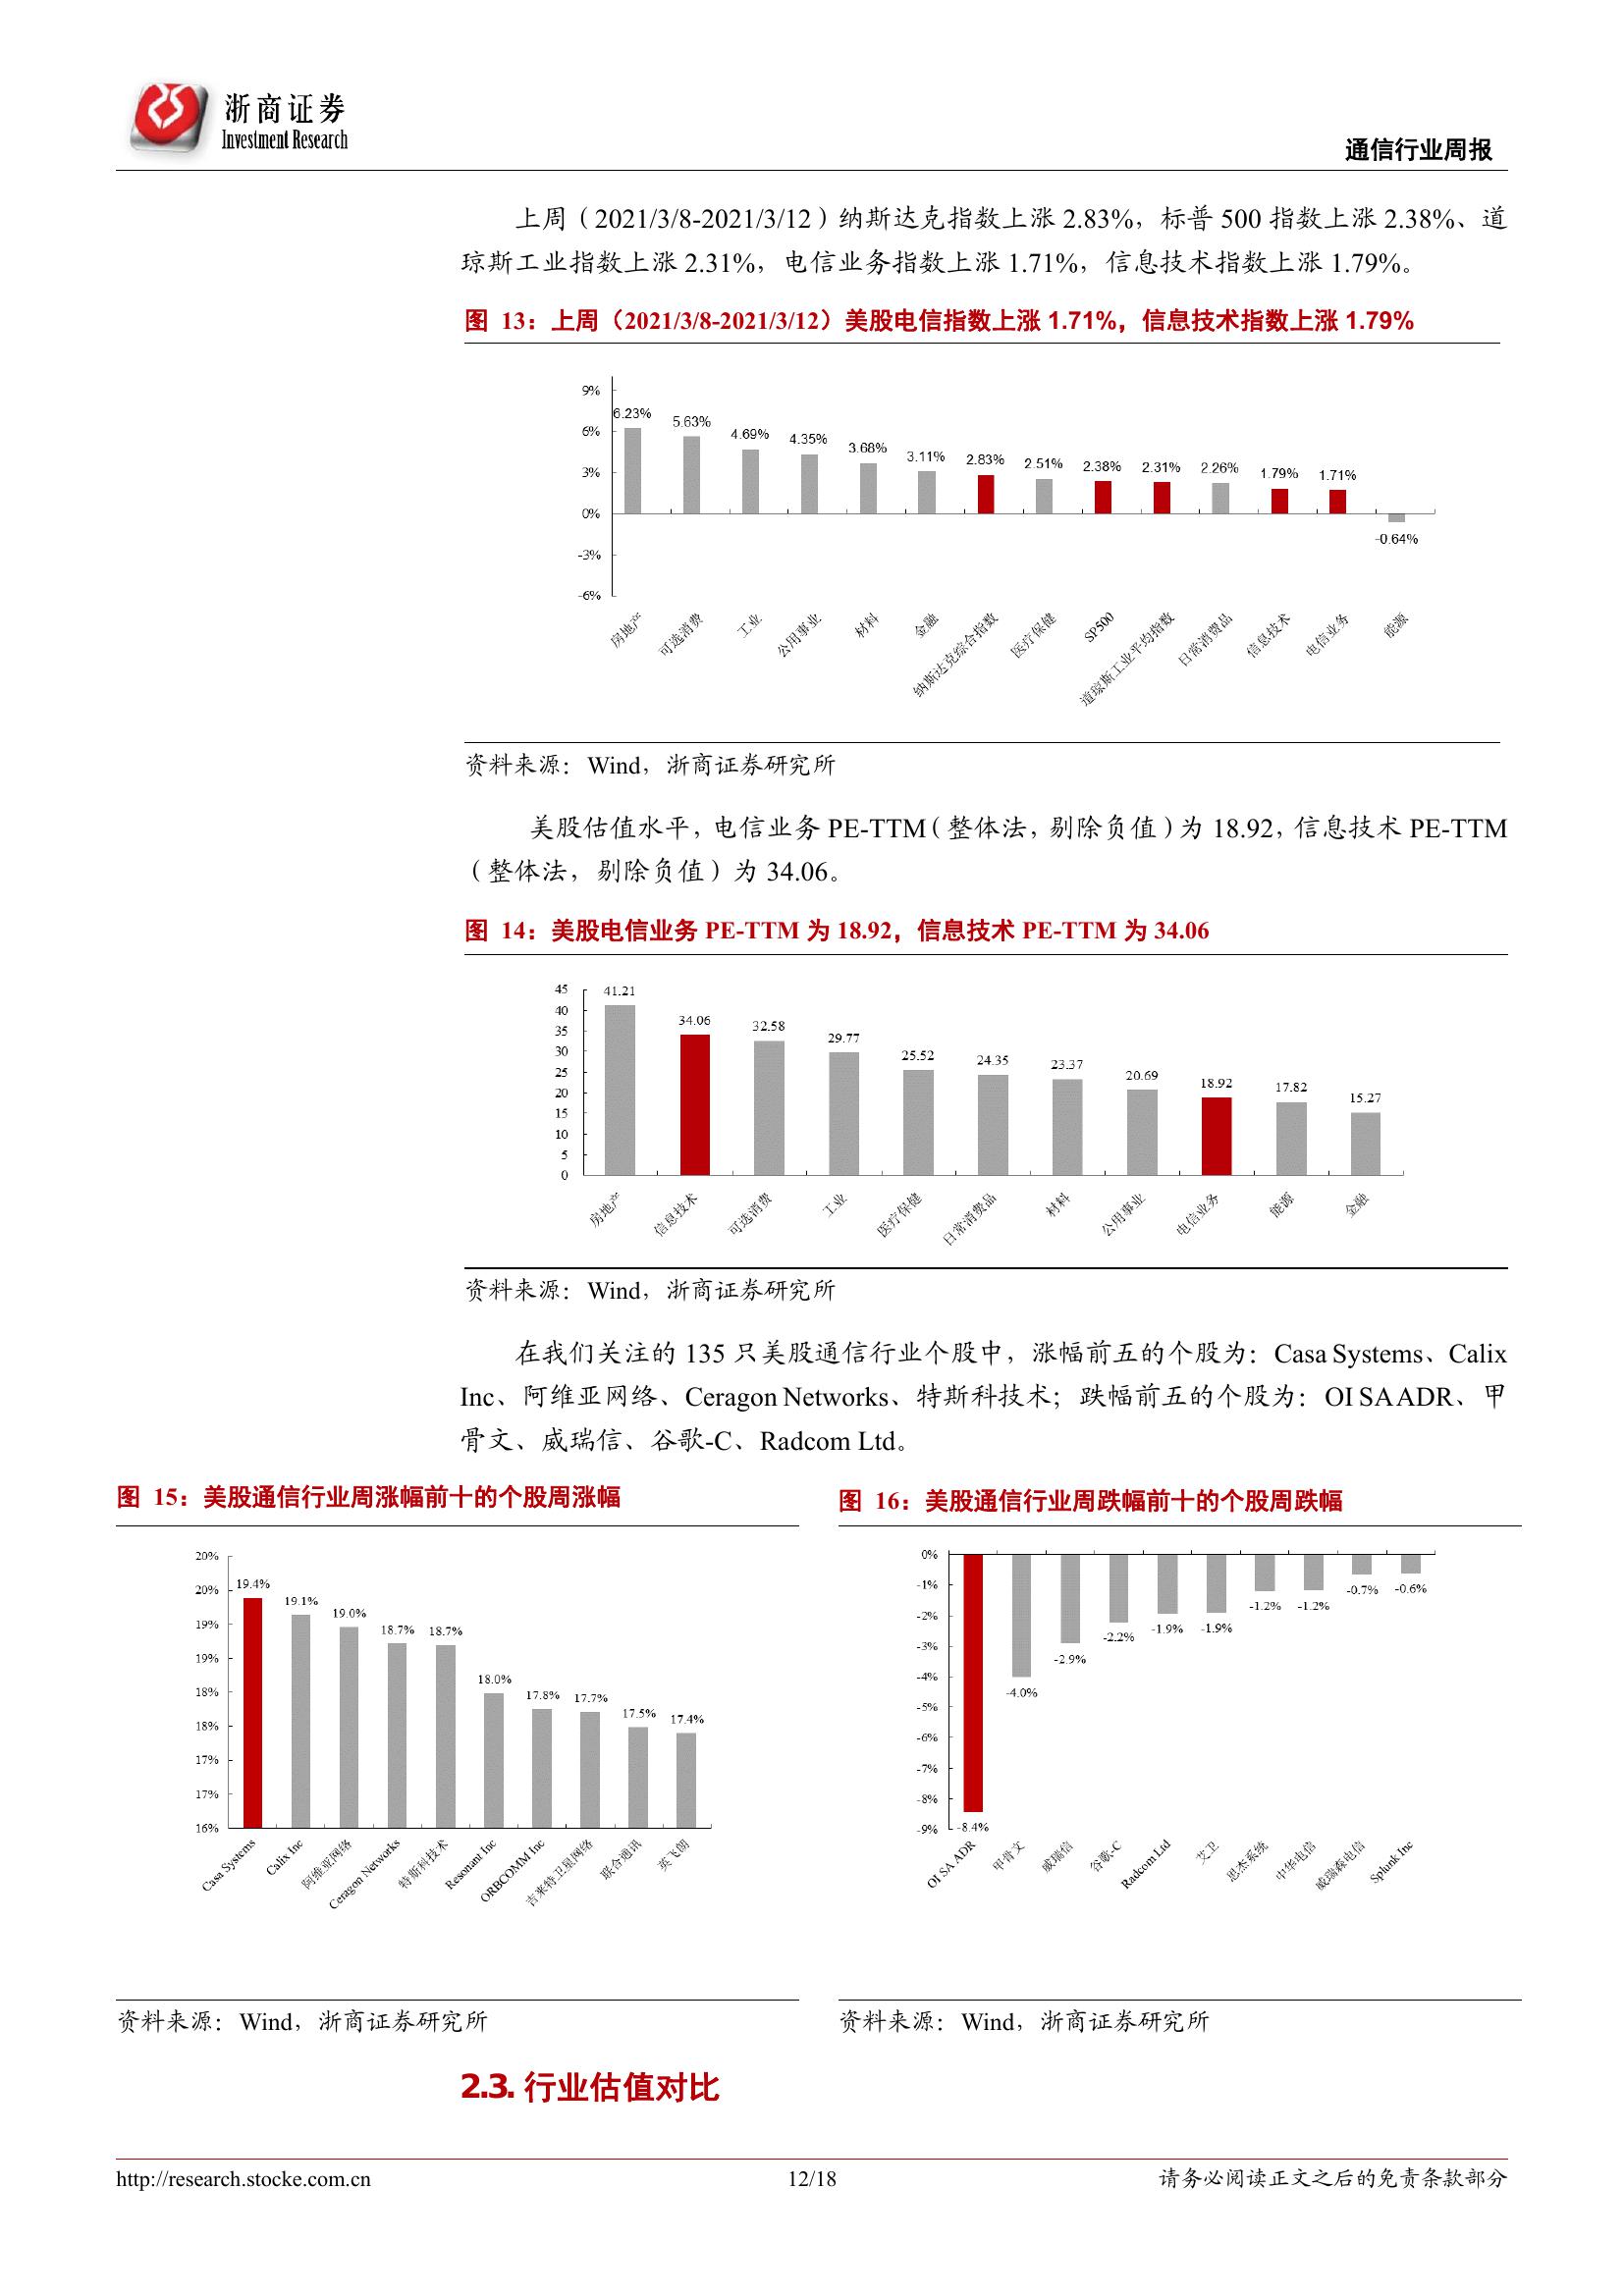 浙商证券
Investment Research
通信行业周报
上周（2021/3/8-2021/3/12）纳斯达克指数上涨 2.83%，标普 500 指数上涨 2.38%、道
琼斯工业指数上涨 2.31%，电信业务指数上涨 1.71%，信息技术指数上涨 1.79%。
图 13：上周（2021/3/8-2021/3/12）美股电信指数上涨 1.71%，信息技术指数上涨 1.79%
9%
6%
3%
0%
-3%
-6%
6.23%
5.63%
4.69%
4.35%
3.68%
3.11%
2.83%
2.51%
2.38%
2.31%
2.26%
1.79%
1.71%
-0.64%
房地产
可选消费
工业
公用事业
材料
金融
纳斯达克综合指数
医疗保健
SP500
道琼斯工业平均指数
日常消费品
信息技术
电信业务
能源
资料来源：Wind，浙商证券研究所
美股估值水平，电信业务 PE-TTM（整体法，剔除负值）为 18.92，信息技术 PE-TTM
（整体法，剔除负值）为 34.06。
图 14：美股电信业务 PE-TTM 为 18.92，信息技术 PE-TTM 为 34.06
45
40
35
30
25
20
15
10
5
0
41.21
34.06
32.58
29.77
25.52
24.35
23.37
20.69
18.92
17.82
15.27
房地产
信息技术
可选消费
工业
医疗保健
日常消费品
材料
公用事业
电信业务
能源
金融
资料来源：Wind，浙商证券研究所
在我们关注的 135 只美股通信行业个股中，涨幅前五的个股为：Casa Systems、Calix
Inc、阿维亚网络、Ceragon Networks、特斯科技术；跌幅前五的个股为：OI SA ADR、甲
骨文、威瑞信、谷歌-C、Radcom Ltd。
图 15：美股通信行业周涨幅前十的个股周涨幅
20%
20%
19%
19%
18%
18%
17%
17%
16%
19.4%
19.1%
19.0%
18.7%
18.7%
18.0%
17.8%
17.7%
17.5%
17.4%
Casa Systems
Calix Inc
阿维亚网络
Ceragon Networks
特斯科技术
Resonant Inc
ORBCOMM Inc
吉来特卫星网络
联合通讯
英飞朗
资料来源：Wind，浙商证券研究所
图 16：美股通信行业周跌幅前十的个股周跌幅
0%
-1%
-2%
-3%
-4%
-5%
-6%
-7%
-8%
-9%
-8.4%
-4.0%
-2.9%
-2.2%
-1.9%
-1.9%
-1.2%
-1.2%
-0.7%
-0.6%
OI SA ADR
甲骨文
威瑞信
谷歌-C
Radcom Ltd
艾卫
思杰系统
中华电信
威瑞森电信
Splunk Inc
资料来源：Wind，浙商证券研究所
2.3. 行业估值对比
http://research.stocke.com.cn
12/18
请务必阅读正文之后的免责条款部分